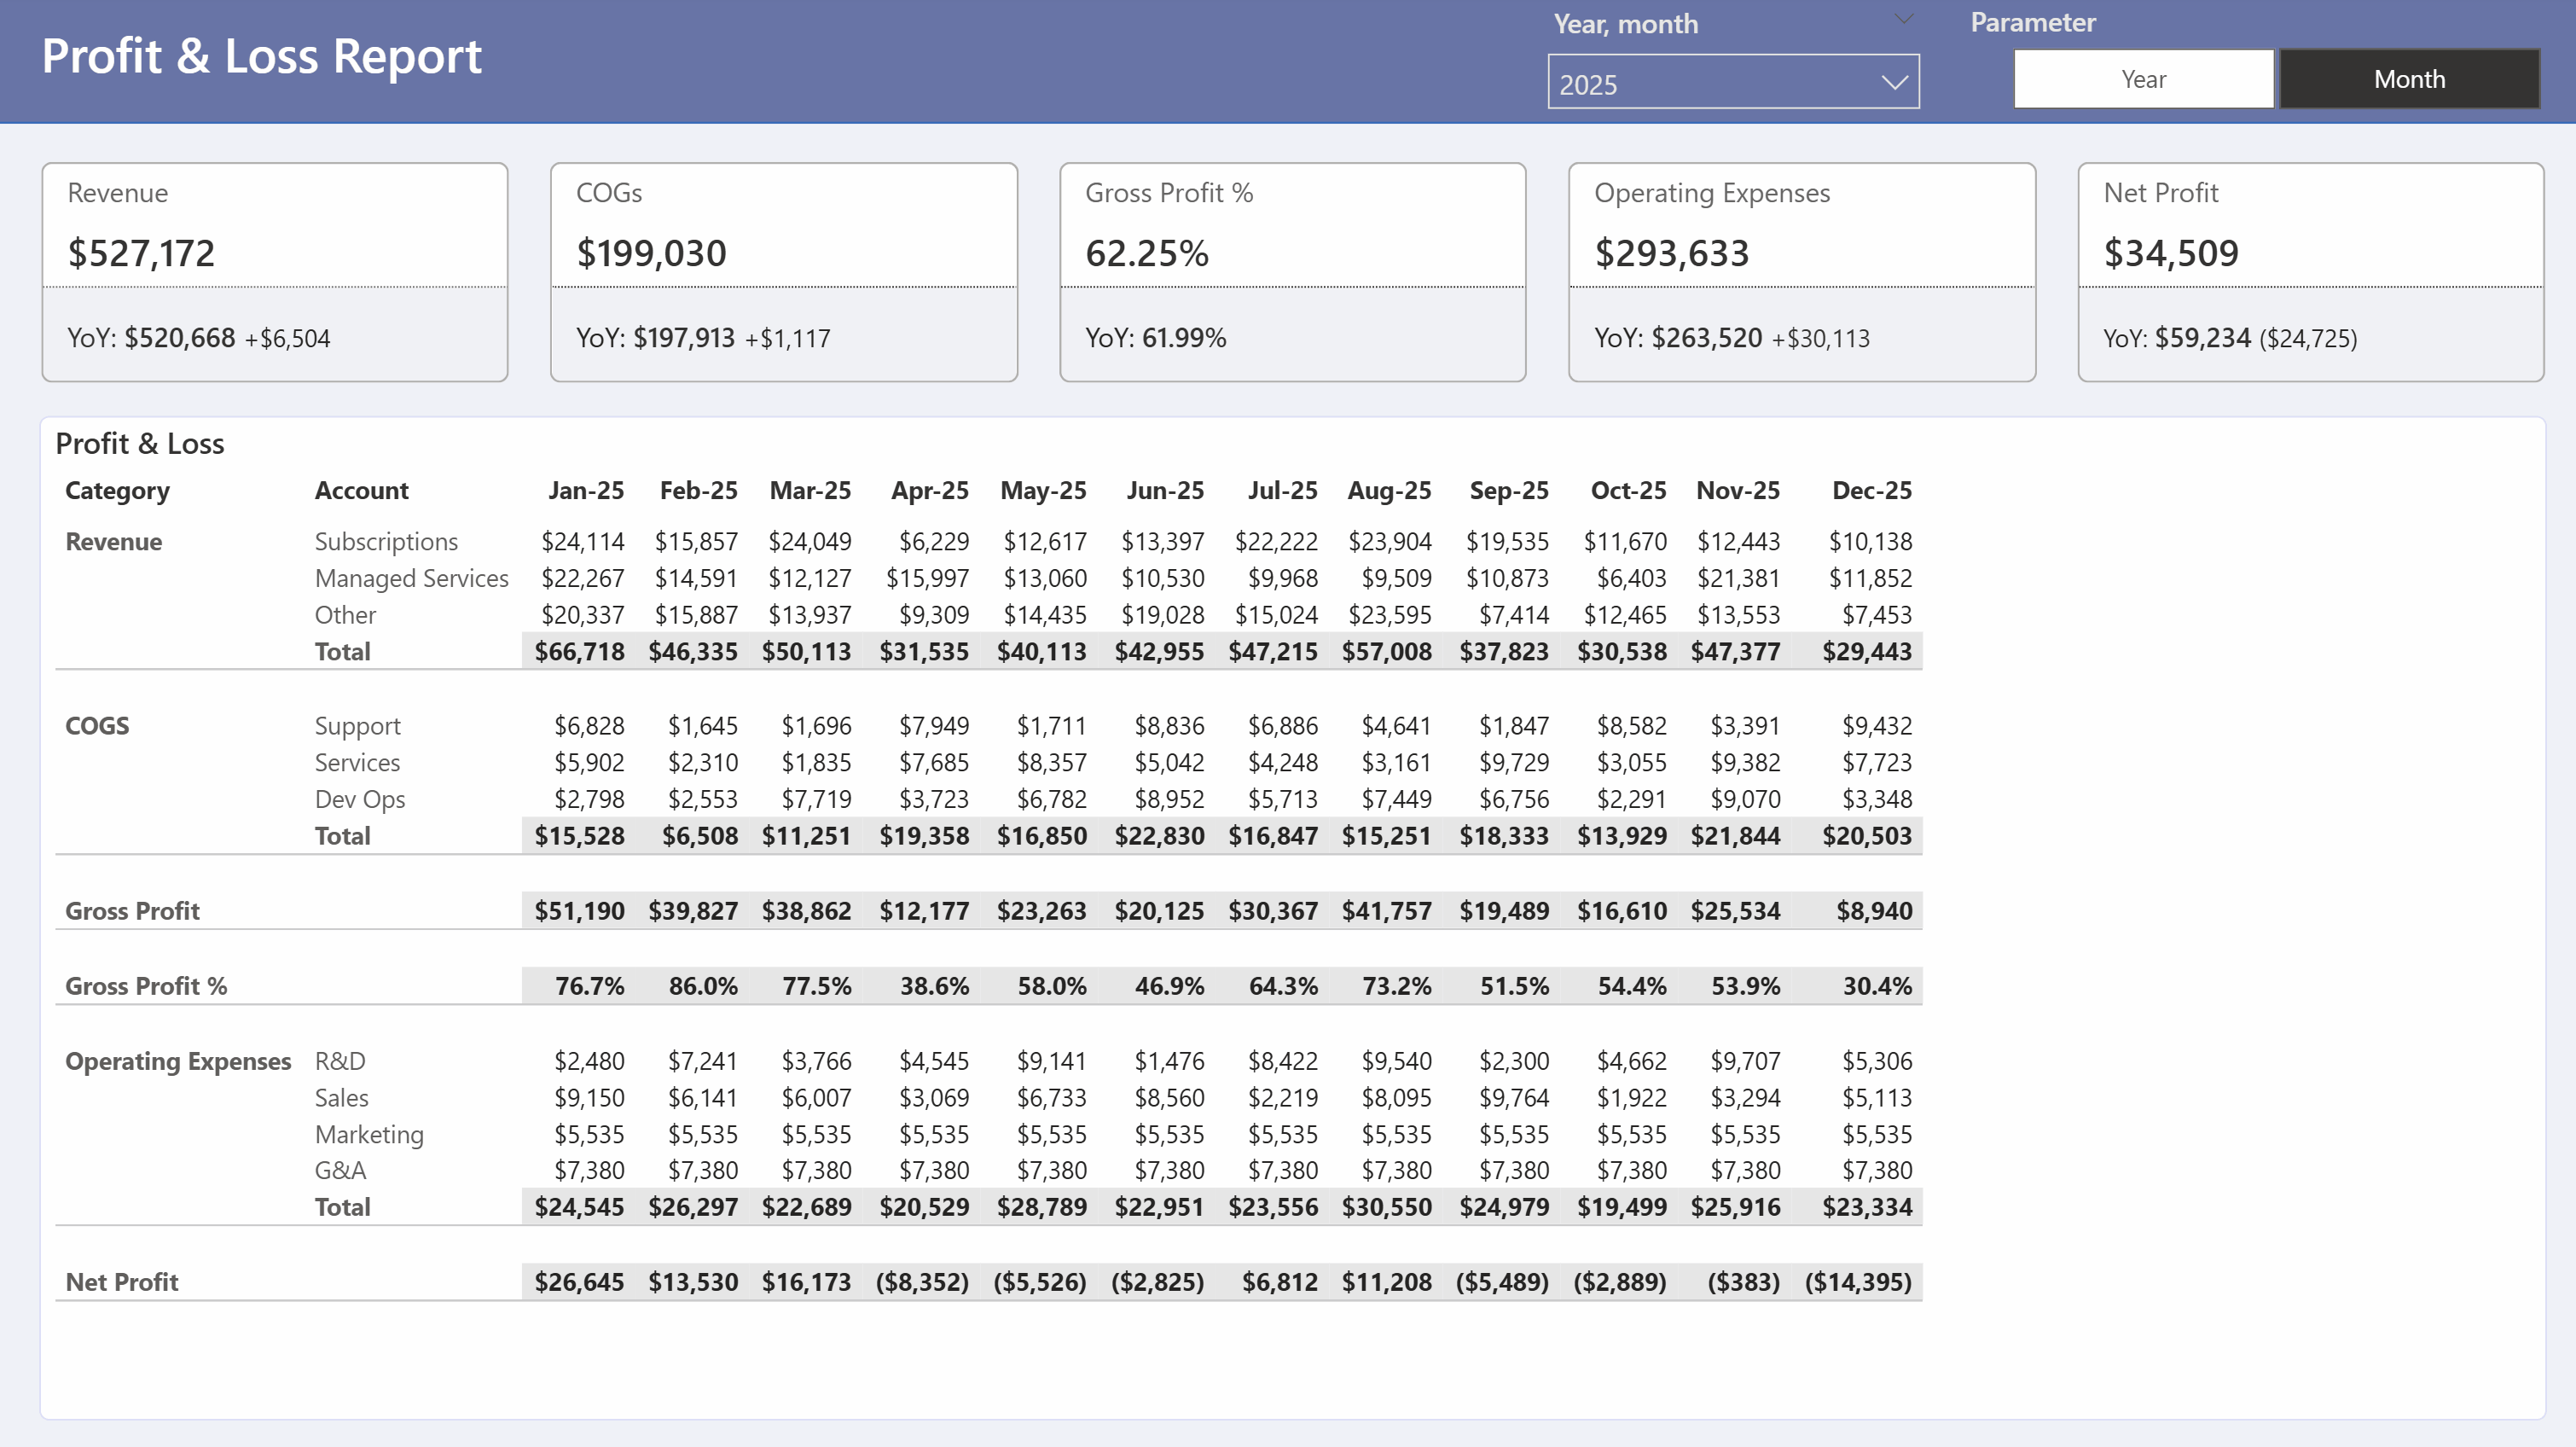 Profit & Loss Report
Year, month
2025
Parameter
Year Month
Revenue
$527,172
YoY: $520,668 +$6,504
COGs
$199,030
YoY: $197,913 +$1,117
Gross Profit %
62.25%
YoY: 61.99%
Operating Expenses
$293,633
YoY: $263,520 +$30,113
Net Profit
$34,509
YoY: $59,234 ($24,725)
Profit & Loss
Category Account Jan-25 Feb-25 Mar-25 Apr-25 May-25 Jun-25 Jul-25 Aug-25 Sep-25 Oct-25 Nov-25 Dec-25
Revenue Subscriptions $24,114 $15,857 $24,049 $6,229 $12,617 $13,397 $22,222 $23,904 $19,535 $11,670 $12,443 $10,138
Managed Services $22,267 $14,591 $12,127 $15,997 $13,060 $10,530 $9,968 $9,509 $10,873 $6,403 $21,381 $11,852
Other $20,337 $15,887 $13,937 $9,309 $14,435 $19,028 $15,024 $23,595 $7,414 $12,465 $13,553 $7,453
Total $66,718 $46,335 $50,113 $31,535 $40,113 $42,955 $47,215 $57,008 $37,823 $30,538 $47,377 $29,443
COGS Support $6,828 $1,645 $1,696 $7,949 $1,711 $8,836 $6,886 $4,641 $1,847 $8,582 $3,391 $9,432
Services $5,902 $2,310 $1,835 $7,685 $8,357 $5,042 $4,248 $3,161 $9,729 $3,055 $9,382 $7,723
Dev Ops $2,798 $2,553 $7,719 $3,723 $6,782 $8,952 $5,713 $7,449 $6,756 $2,291 $9,070 $3,348
Total $15,528 $6,508 $11,251 $19,358 $16,850 $22,830 $16,847 $15,251 $18,333 $13,929 $21,844 $20,503
Gross Profit $51,190 $39,827 $38,862 $12,177 $23,263 $20,125 $30,367 $41,757 $19,489 $16,610 $25,534 $8,940
Gross Profit % 76.7% 86.0% 77.5% 38.6% 58.0% 46.9% 64.3% 73.2% 51.5% 54.4% 53.9% 30.4%
Operating Expenses R&D $2,480 $7,241 $3,766 $4,545 $9,141 $1,476 $8,422 $9,540 $2,300 $4,662 $9,707 $5,306
Sales $9,150 $6,141 $6,007 $3,069 $6,733 $8,560 $2,219 $8,095 $9,764 $1,922 $3,294 $5,113
Marketing $5,535 $5,535 $5,535 $5,535 $5,535 $5,535 $5,535 $5,535 $5,535 $5,535 $5,535 $5,535
G&A $7,380 $7,380 $7,380 $7,380 $7,380 $7,380 $7,380 $7,380 $7,380 $7,380 $7,380 $7,380
Total $24,545 $26,297 $22,689 $20,529 $28,789 $22,951 $23,556 $30,550 $24,979 $19,499 $25,916 $23,334
Net Profit $26,645 $13,530 $16,173 ($8,352) ($5,526) ($2,825) $6,812 $11,208 ($5,489) ($2,889) ($383) ($14,395)